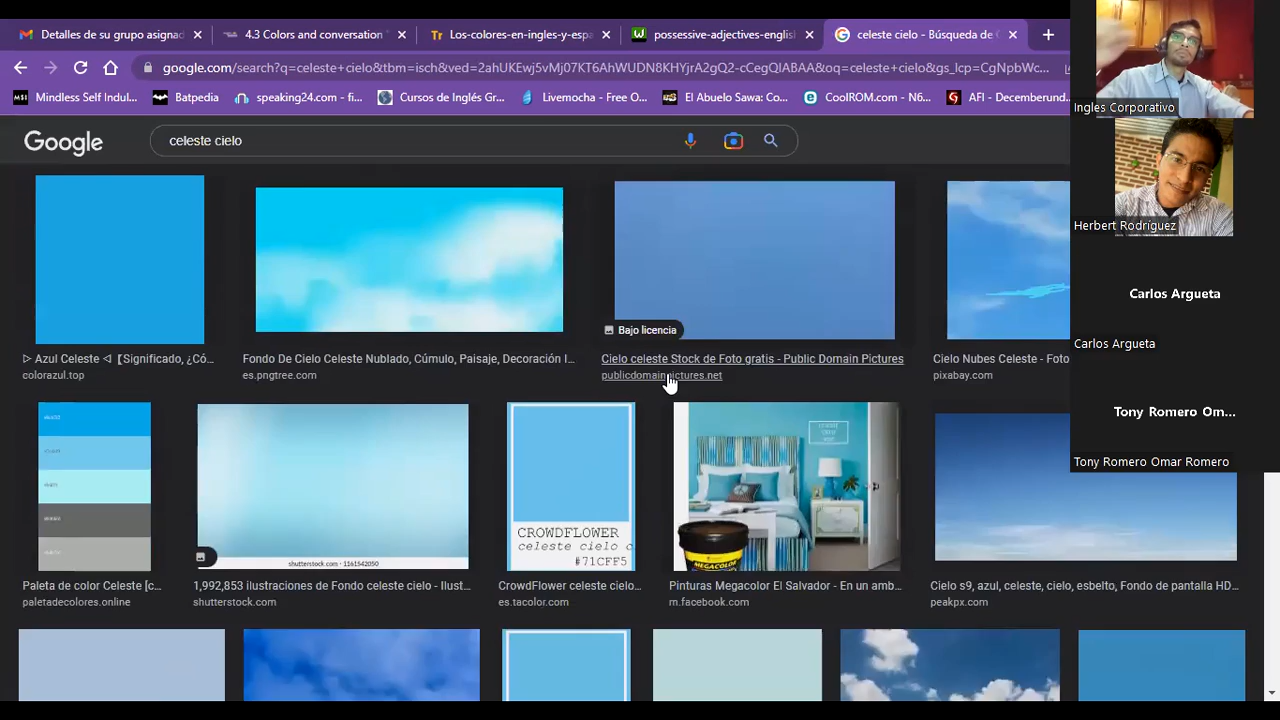 Detalles de su grupo asignad
4.3 Colors and conversation
Los-colores-en-ingles-y-espa
possessive-adjectives-english
celeste cielo - Búsqueda de G
google.com/search?q=celeste+cielo&tbm=isch&ved=2ahUKEwj5vMj07KT6AhWUDN8KHYjrA2gQ2-cCegQIABAA&oq=celeste+cielo&gs_lcp=CgNpbWc...
Mindless Self Indul...
Batpedia
speaking24.com - fi...
Cursos de Inglés Gr...
Livemocha - Free O...
El Abuelo Sawa: Co...
CoolROM.com - N6...
AFI - Decemberund...
Ingles Corporativo
Google
celeste cielo
Herbert Rodríguez
Carlos Argueta
Carlos Argueta
Tony Romero Om...
Tony Romero Omar Romero
Bajo licencia
▷ Azul Celeste ◁【Significado, ¿Có...
colorazul.top
Fondo De Cielo Celeste Nublado, Cúmulo, Paisaje, Decoración I...
es.pngtree.com
Cielo celeste Stock de Foto gratis - Public Domain Pictures
publicdomainpictures.net
Cielo Nubes Celeste - Foto
pixabay.com
shutterstock.com · 1161542050
CROWDFLOWER
celeste cielo c
#71CFF5
MEGACOLOR
Paleta de color Celeste [c...
paletadecolores.online
1,992,853 ilustraciones de Fondo celeste cielo - Ilust...
shutterstock.com
CrowdFlower celeste cielo...
es.tacolor.com
Pinturas Megacolor El Salvador - En un amb...
m.facebook.com
Cielo s9, azul, celeste, cielo, esbelto, Fondo de pantalla HD...
peakpx.com